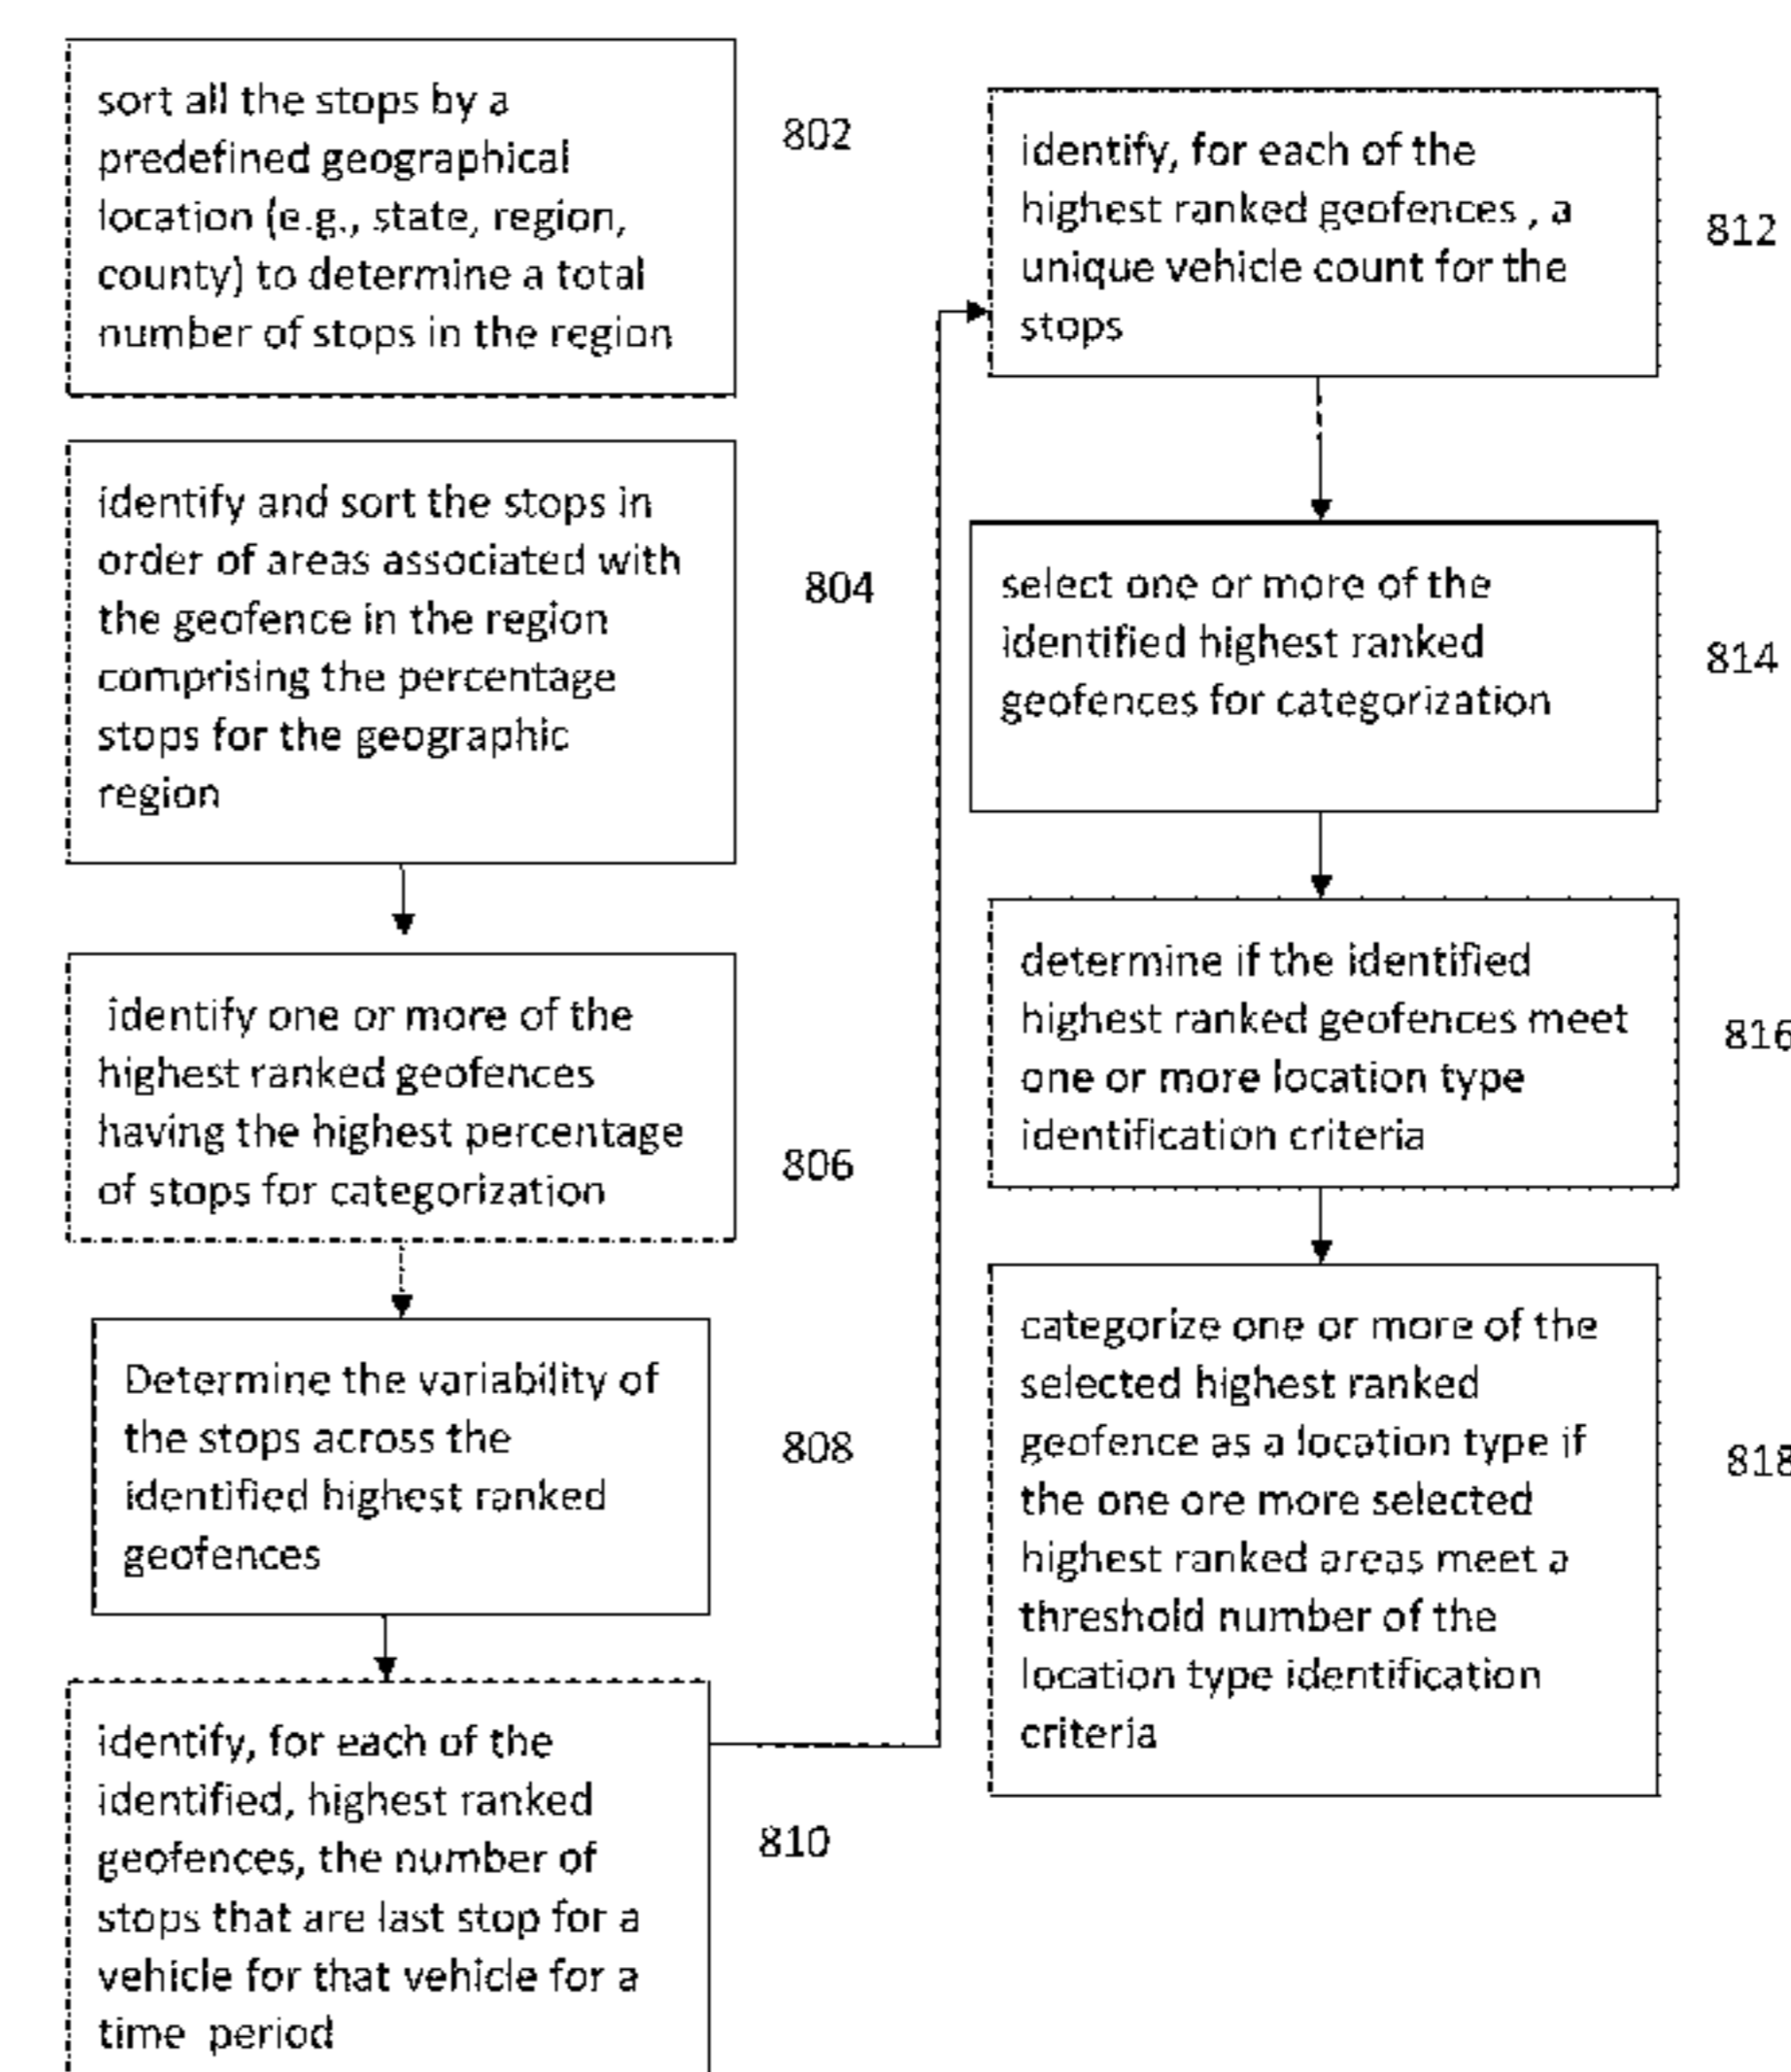 sort all the stops by a
predefined geographical
location (e.g., state, region,
county) to determine a total
number of stops in the region
802
identify and sort the stops in
order of areas associated with
the geofence in the region
comprising the percentage
stops for the geographic
region
804
identify one or more of the
highest ranked geofences
having the highest percentage
of stops for categorization
806
Determine the variability of
the stops across the
identified highest ranked
geofences
808
identify, for each of the
identified, highest ranked
geofences, the number of
stops that are last stop for a
vehicle for that vehicle for a
time period
810
identify, for each of the
highest ranked geofences , a
unique vehicle count for the
stops
812
select one or more of the
identified highest ranked
geofences for categorization
814
determine if the identified
highest ranked geofences meet
one or more location type
identification criteria
816
categorize one or more of the
selected highest ranked
geofence as a location type if
the one ore more selected
highest ranked areas meet a
threshold number of the
location type identification
criteria
818